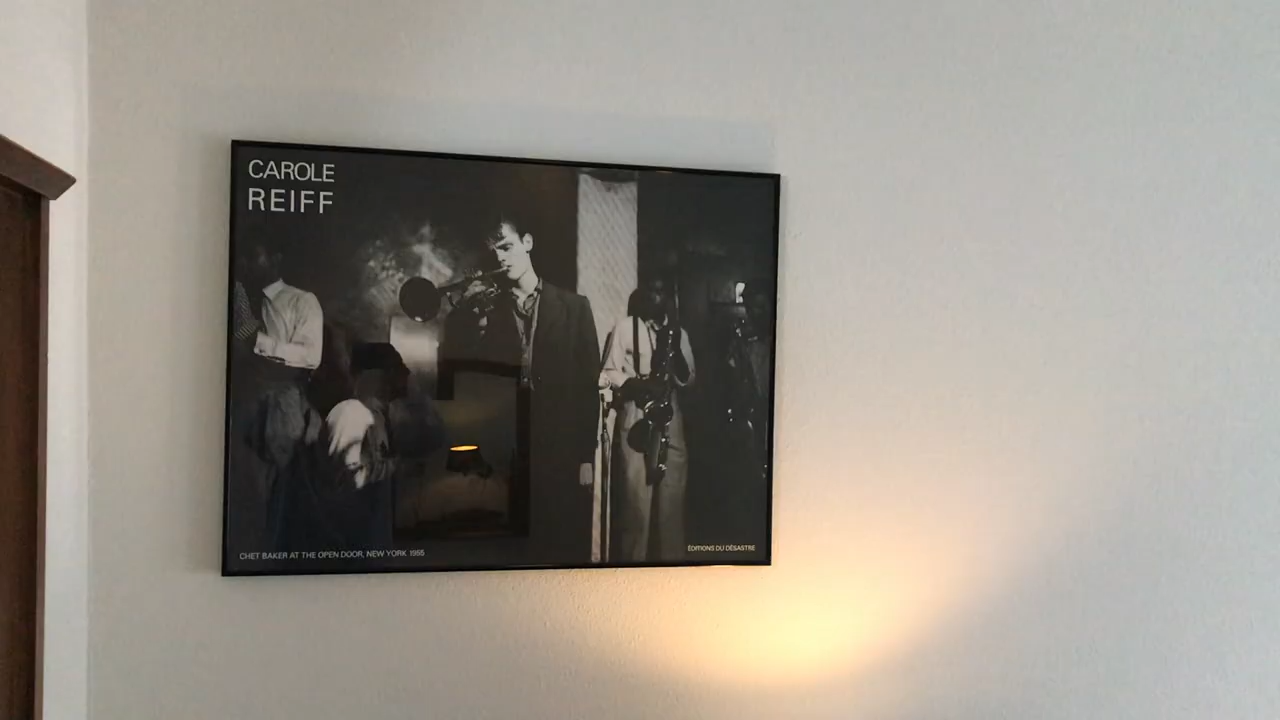 CAROLE
REIFF
CHET BAKER AT THE OPEN DOOR, NEW YORK 1955
ÉDITIONS DU DÉSASTRE